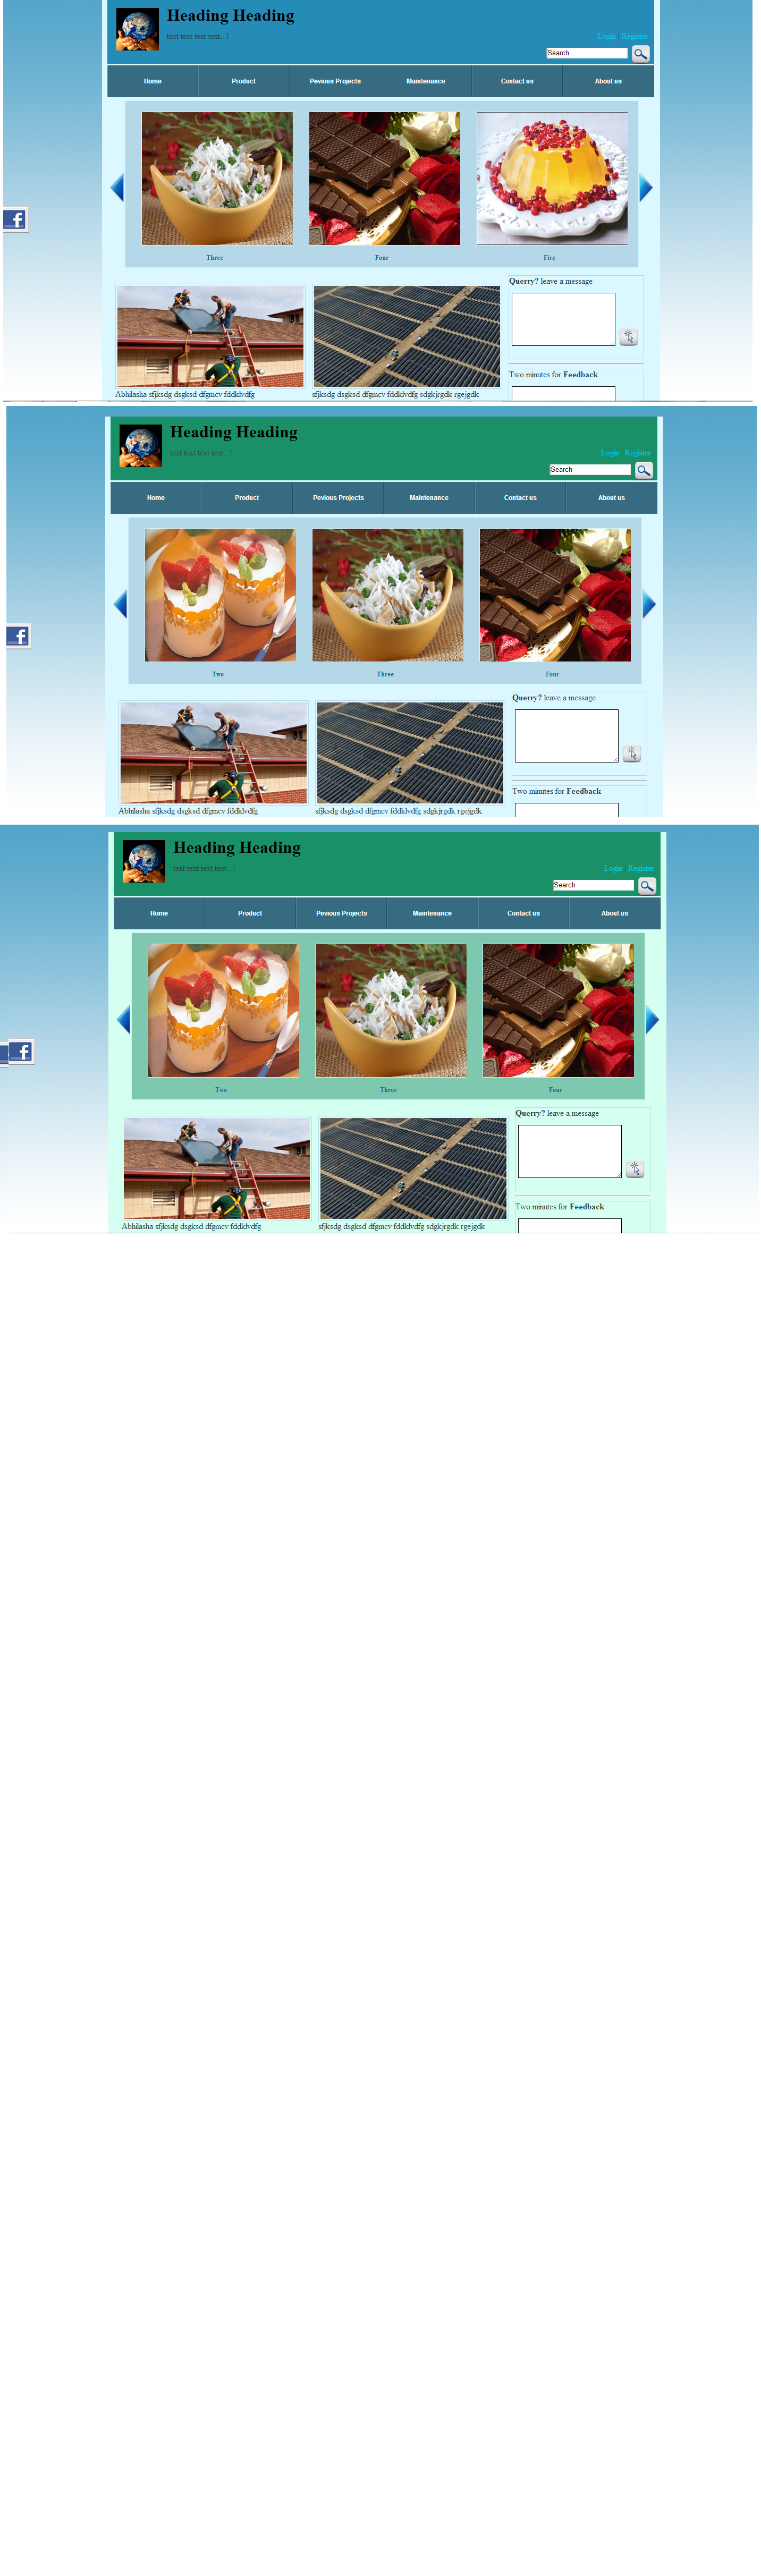 Heading Heading
text text text text...!
Login | Register
Search
Home Product Pevious Projects Maintenance Contact us About us
Three Four Five
Querry? leave a message
Two minutes for Feedback
Abhilasha sfjksdg dsgksd dfgmcv fddklvdfg
sfjksdg dsgksd dfgmcv fddklvdfg sdgkjrgdk rgejgdk
Heading Heading
text text text text...!
Login | Register
Search
Home Product Pevious Projects Maintenance Contact us About us
Two Three Four
Querry? leave a message
Two minutes for Feedback
Abhilasha sfjksdg dsgksd dfgmcv fddklvdfg
sfjksdg dsgksd dfgmcv fddklvdfg sdgkjrgdk rgejgdk
Heading Heading
text text text text...!
Login | Register
Search
Home Product Pevious Projects Maintenance Contact us About us
Two Three Four
Querry? leave a message
Two minutes for Feedback
Abhilasha sfjksdg dsgksd dfgmcv fddklvdfg
sfjksdg dsgksd dfgmcv fddklvdfg sdgkjrgdk rgejgdk